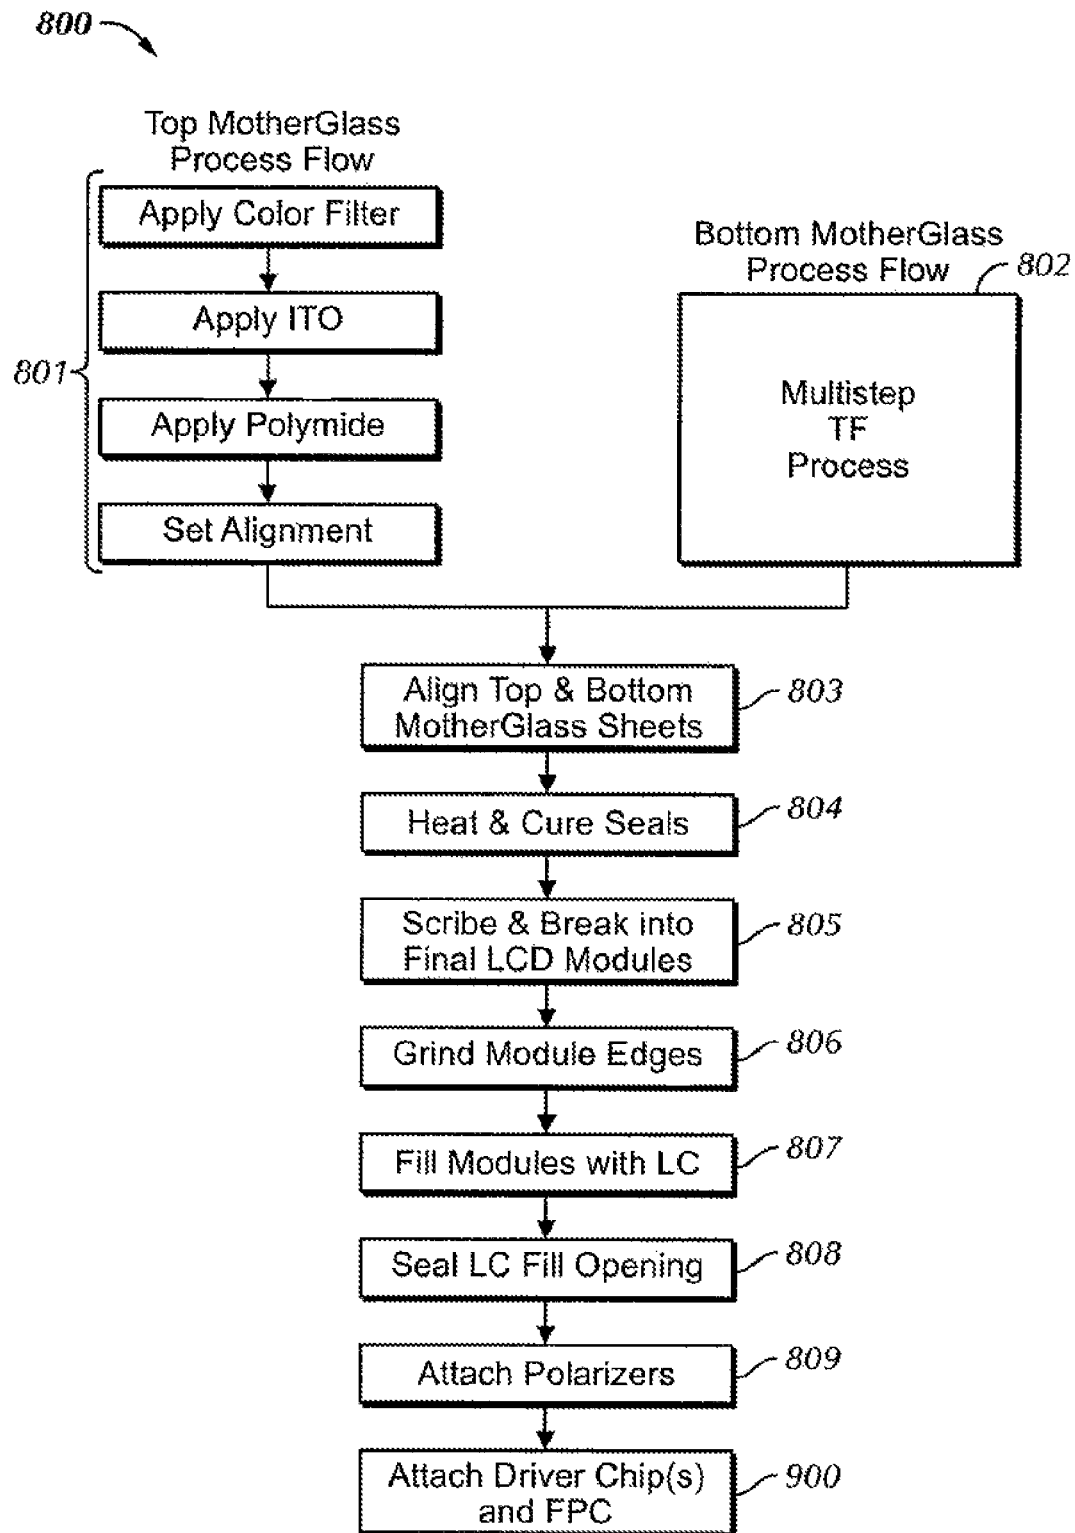 800
Top MotherGlass
Process Flow
Apply Color Filter
Apply ITO
801
Apply Polymide
Set Alignment
Bottom MotherGlass
Process Flow
802
Multistep
TF
Process
Align Top & Bottom
MotherGlass Sheets
803
Heat & Cure Seals
804
Scribe & Break into
Final LCD Modules
805
Grind Module Edges
806
Fill Modules with LC
807
Seal LC Fill Opening
808
Attach Polarizers
809
Attach Driver Chip(s)
and FPC
900